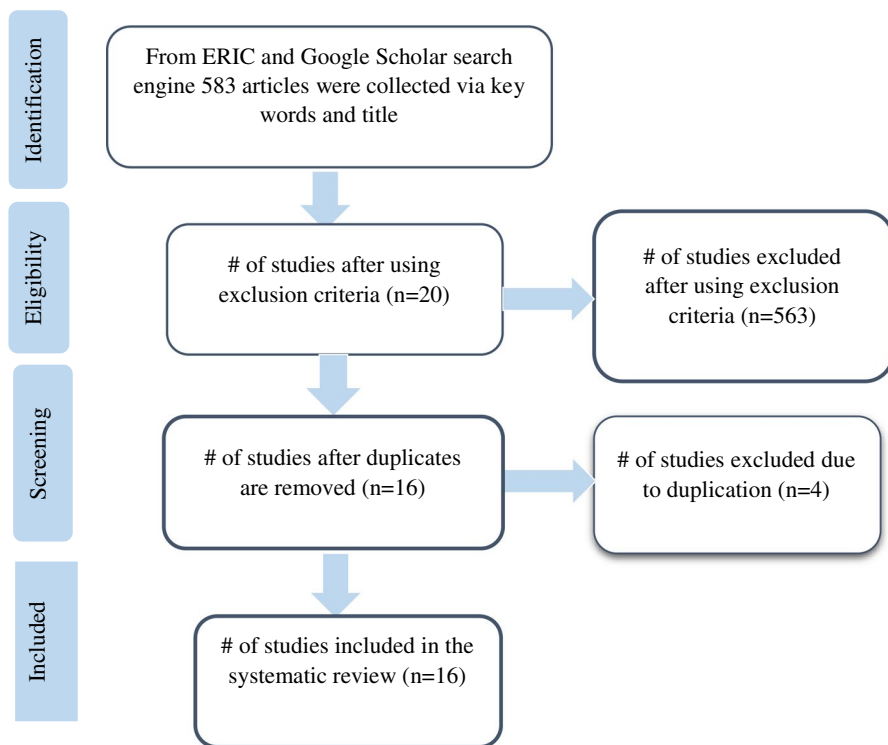 Identification
From ERIC and Google Scholar search
engine 583 articles were collected via key
words and title
Eligibility
# of studies after using
exclusion criteria (n=20)
# of studies excluded
after using exclusion
criteria (n=563)
Screening
# of studies after duplicates
are removed (n=16)
# of studies excluded due
to duplication (n=4)
Included
# of studies included in the
systematic review (n=16)